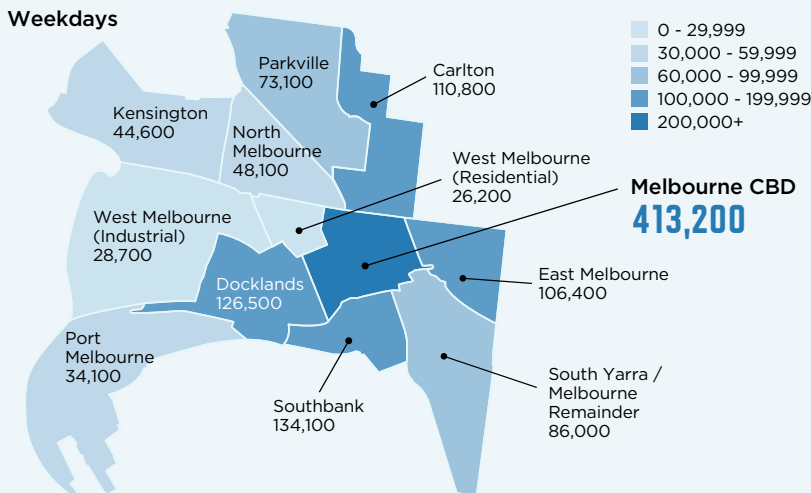 Weekdays
0 - 29,999
30,000 - 59,999
60,000 - 99,999
100,000 - 199,999
200,000+
Parkville
73,100
Carlton
110,800
Kensington
44,600
North
Melbourne
48,100
West Melbourne
(Residential)
26,200
Melbourne CBD
413,200
West Melbourne
(Industrial)
28,700
Docklands
126,500
East Melbourne
106,400
Port
Melbourne
34,100
Southbank
134,100
South Yarra /
Melbourne
Remainder
86,000